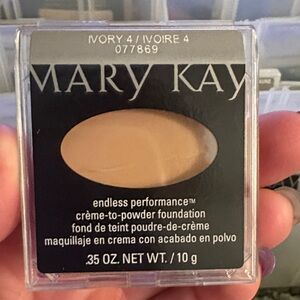 IVORY 4 / IVOIRE 4
077869
MARY KAY
endless performance™
crème-to-powder foundation
fond de teint poudre-de-crème
maquillaje en crema con acabado en polvo
.35 OZ. NET WT. / 10 g